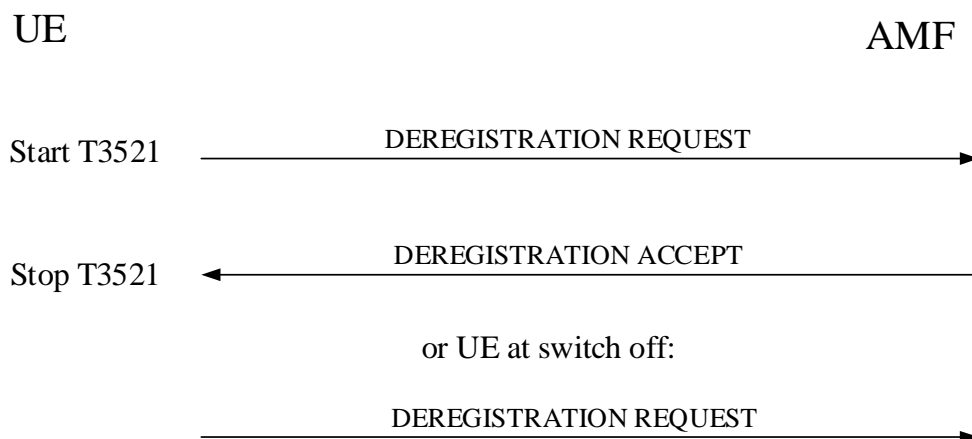 UE
AMF
Start T3521
DEREGISTRATION REQUEST
Stop T3521
DEREGISTRATION ACCEPT
or UE at switch off:
DEREGISTRATION REQUEST